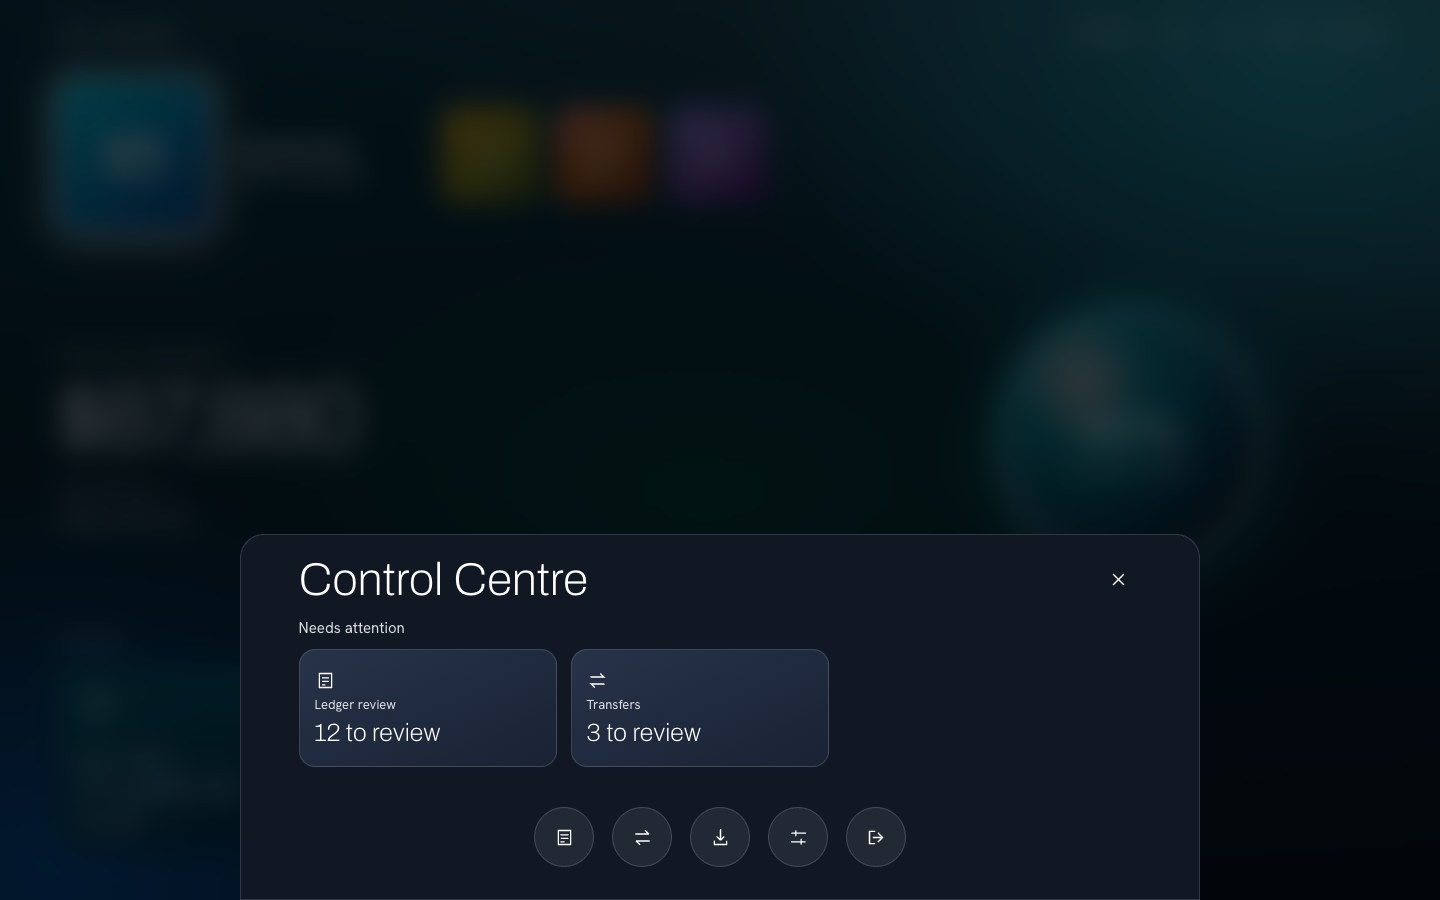 Control Centre
Needs attention
Ledger review
12 to review
Transfers
3 to review